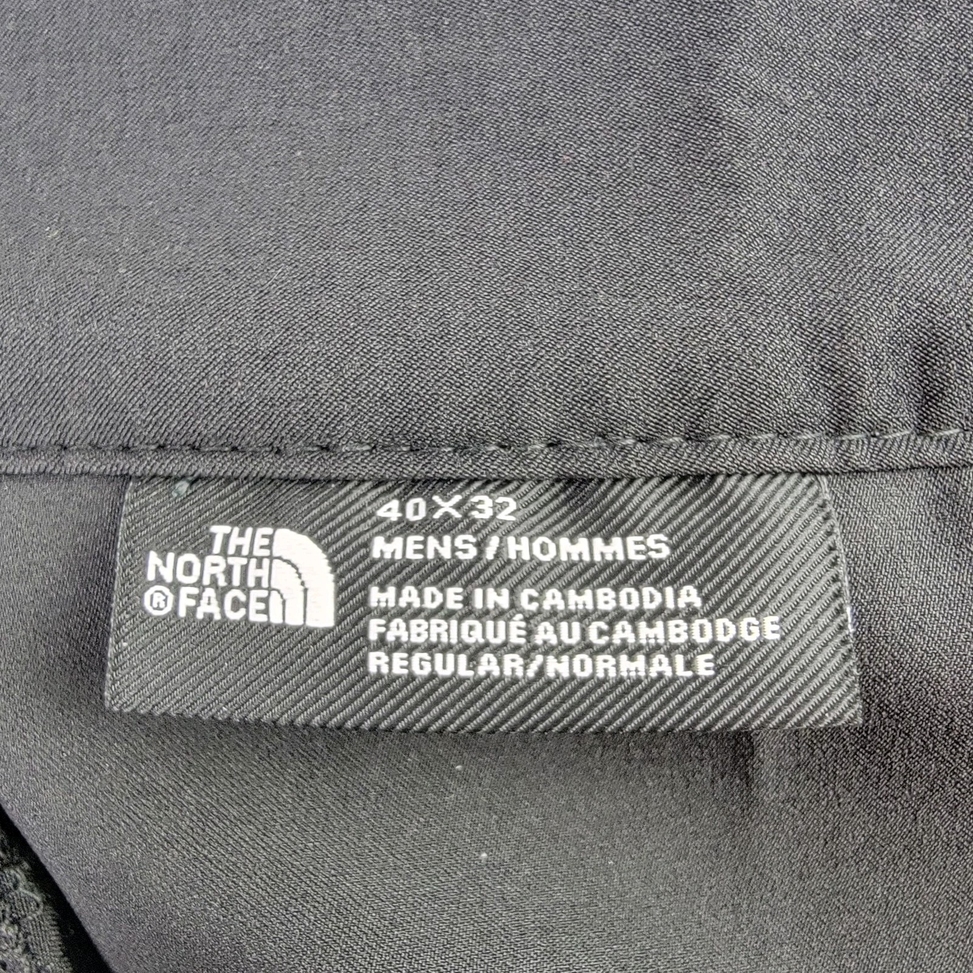 THE
NORTH
® FACE
40X32
MENS/HOMMES
MADE IN CAMBODIA
FABRIQUÉ AU CAMBODGE
REGULAR/NORMALE